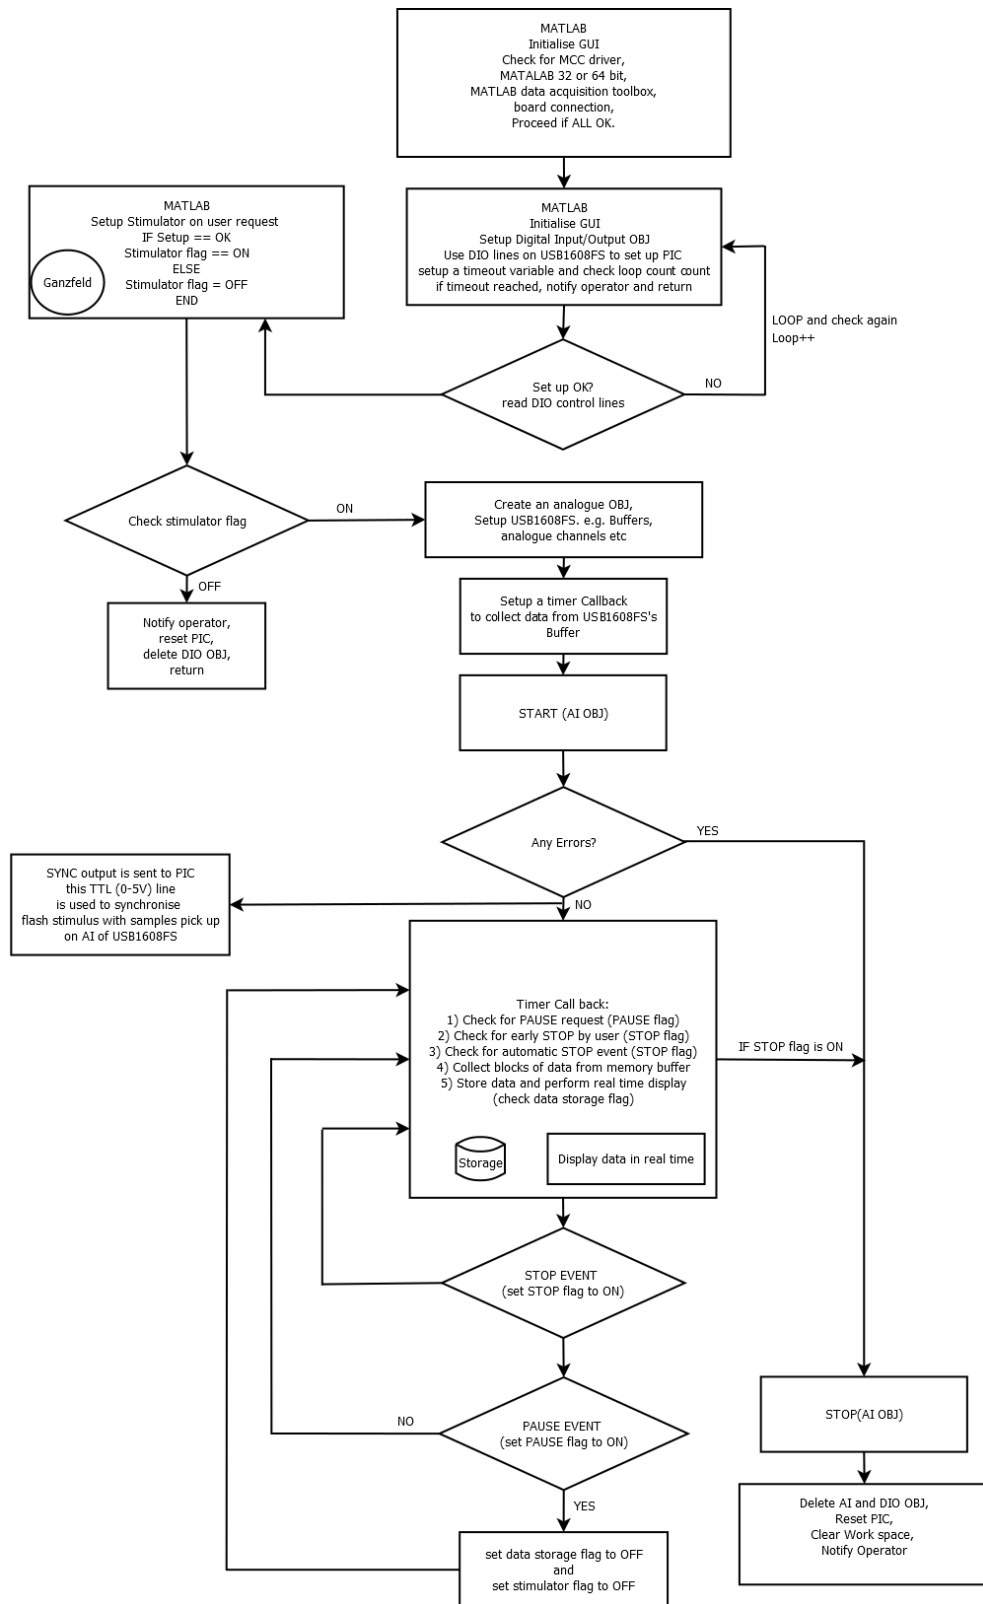 MATLAB
Initialise GUI
Check for MCC driver,
MATALAB 32 or 64 bit,
MATLAB data acquisition toolbox,
board connection,
Proceed if ALL OK.
MATLAB
Setup Stimulator on user request
IF Setup == OK
Stimulator flag == ON
ELSE
Stimulator flag = OFF
END
Ganzfeld
MATLAB
Initialise GUI
Setup Digital Input/Output OBJ
Use DIO lines on USB1608FS to set up PIC
setup a timeout variable and check loop count count
if timeout reached, notify operator and return
LOOP and check again
Loop++
Set up OK?
read DIO control lines
NO
Check stimulator flag
ON
OFF
Create an analogue OBJ,
Setup USB1608FS. e.g. Buffers,
analogue channels etc
Notify operator,
reset PIC,
delete DIO OBJ,
return
Setup a timer Callback
to collect data from USB1608FS's
Buffer
START (AI OBJ)
Any Errors?
YES
NO
SYNC output is sent to PIC
this TTL (0-5V) line
is used to synchronise
flash stimulus with samples pick up
on AI of USB1608FS
Timer Call back:
1) Check for PAUSE request (PAUSE flag)
2) Check for early STOP by user (STOP flag)
3) Check for automatic STOP event (STOP flag)
4) Collect blocks of data from memory buffer
5) Store data and perform real time display
(check data storage flag)
Storage
Display data in real time
IF STOP flag is ON
STOP EVENT
(set STOP flag to ON)
PAUSE EVENT
(set PAUSE flag to ON)
NO
YES
set data storage flag to OFF
and
set stimulator flag to OFF
STOP(AI OBJ)
Delete AI and DIO OBJ,
Reset PIC,
Clear Work space,
Notify Operator